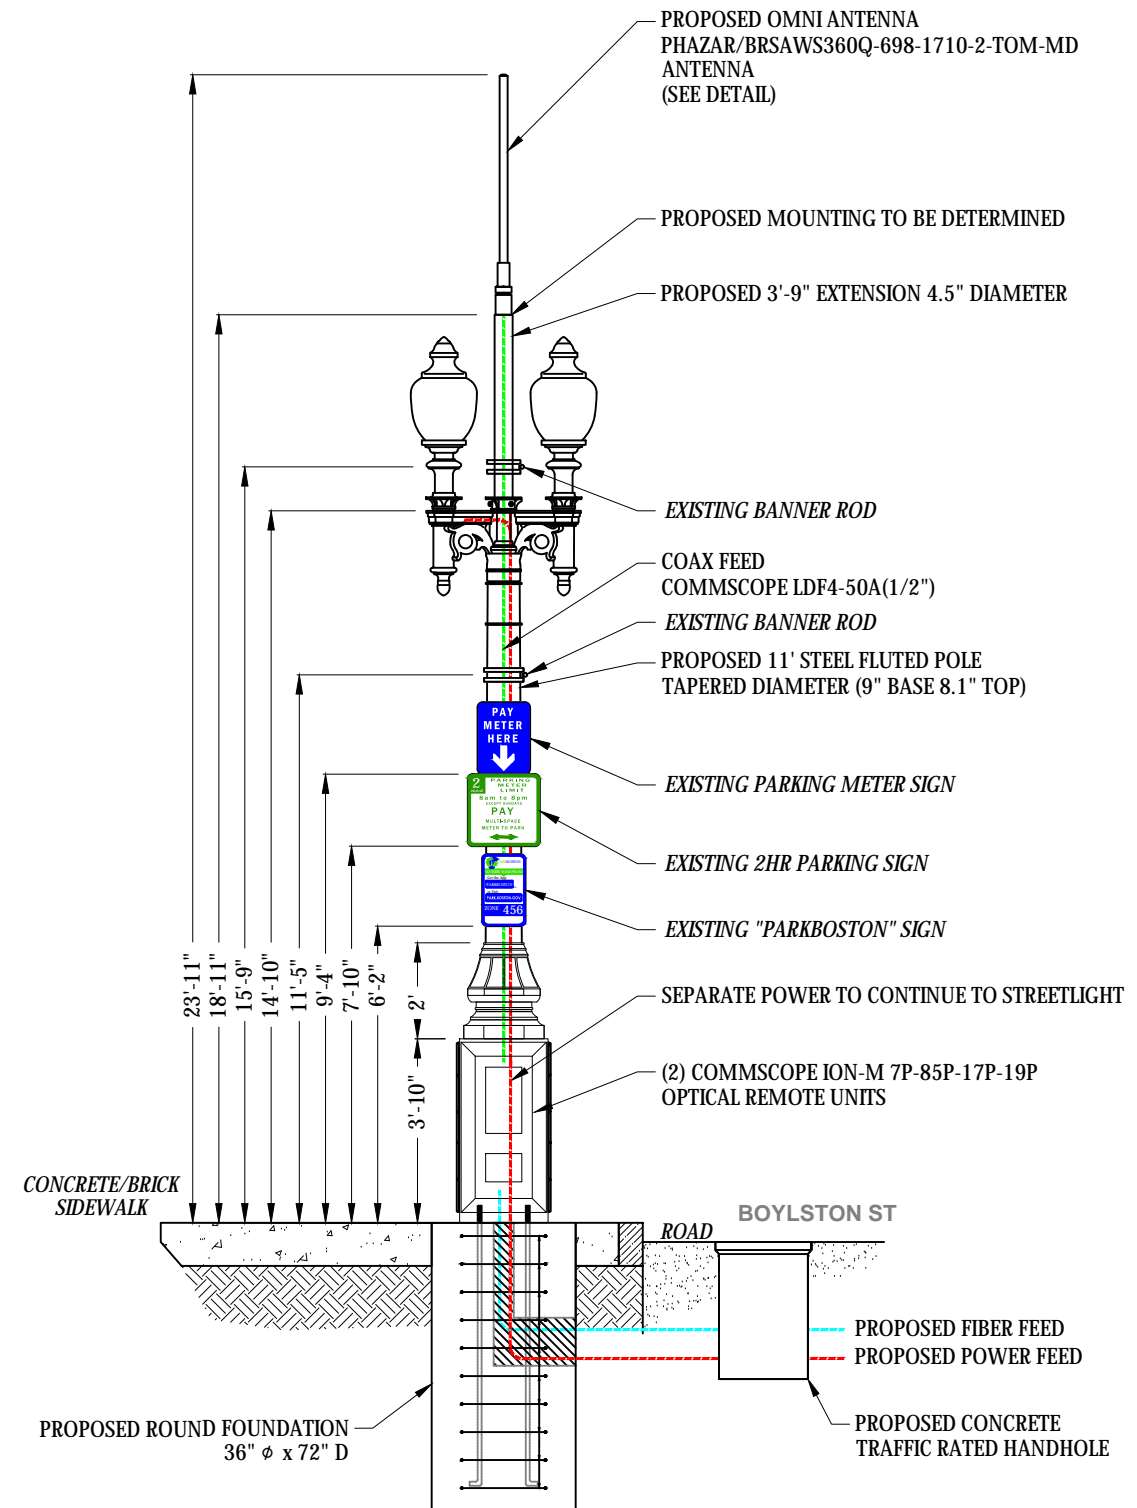 PROPOSED OMNI ANTENNA
PHAZAR/BRSAWS360Q-698-1710-2-TOM-MD
ANTENNA
(SEE DETAIL)
PROPOSED MOUNTING TO BE DETERMINED
PROPOSED 3'-9" EXTENSION 4.5" DIAMETER
EXISTING BANNER ROD
COAX FEED
COMMSCOPE LDF4-50A(1/2")
EXISTING BANNER ROD
PROPOSED 11' STEEL FLUTED POLE
TAPERED DIAMETER (9" BASE 8.1" TOP)
PAY
METER
HERE
EXISTING PARKING METER SIGN
2
PARKING
METER
LIMIT
8am to 8pm
EXCEPT SUNDAYS
PAY
MULTI-SPACE
METER TO PARK
EXISTING 2HR PARKING SIGN
PARK.BOSTON.GOV
ZONE 456
EXISTING "PARKBOSTON" SIGN
23'-11"
18'-11"
15'-9"
14'-10"
11'-5"
9'-4"
7'-10"
6'-2"
2'
3'-10"
SEPARATE POWER TO CONTINUE TO STREETLIGHT
(2) COMMSCOPE ION-M 7P-85P-17P-19P
OPTICAL REMOTE UNITS
CONCRETE/BRICK
SIDEWALK
BOYLSTON ST
ROAD
PROPOSED FIBER FEED
PROPOSED POWER FEED
PROPOSED ROUND FOUNDATION
36" ϕ x 72" D
PROPOSED CONCRETE
TRAFFIC RATED HANDHOLE